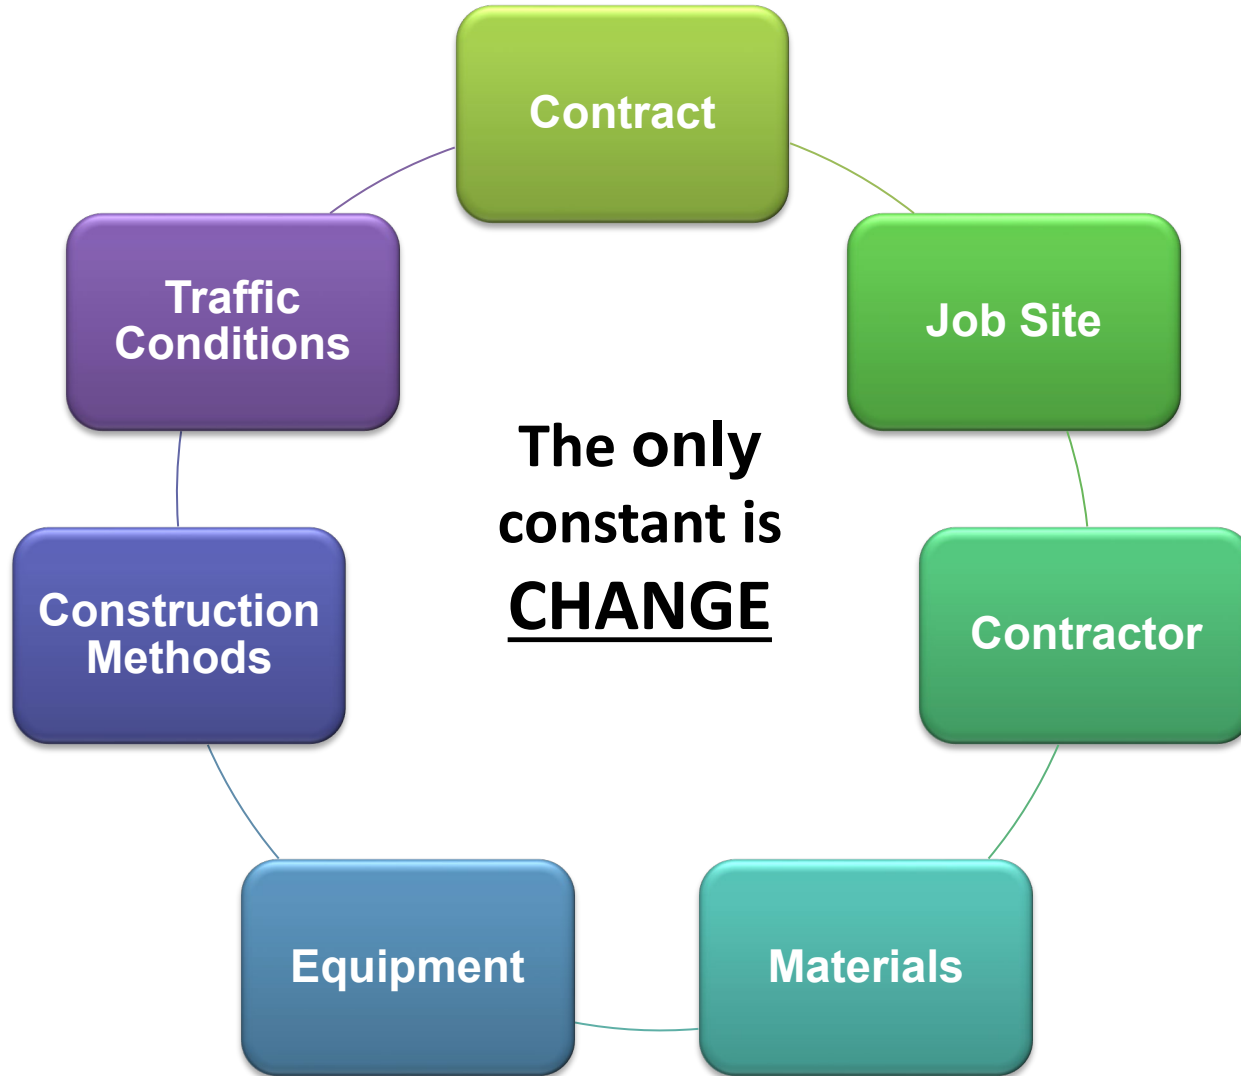 Contract
Job Site
Contractor
Materials
Equipment
Construction
Methods
Traffic
Conditions
The only
constant is
CHANGE